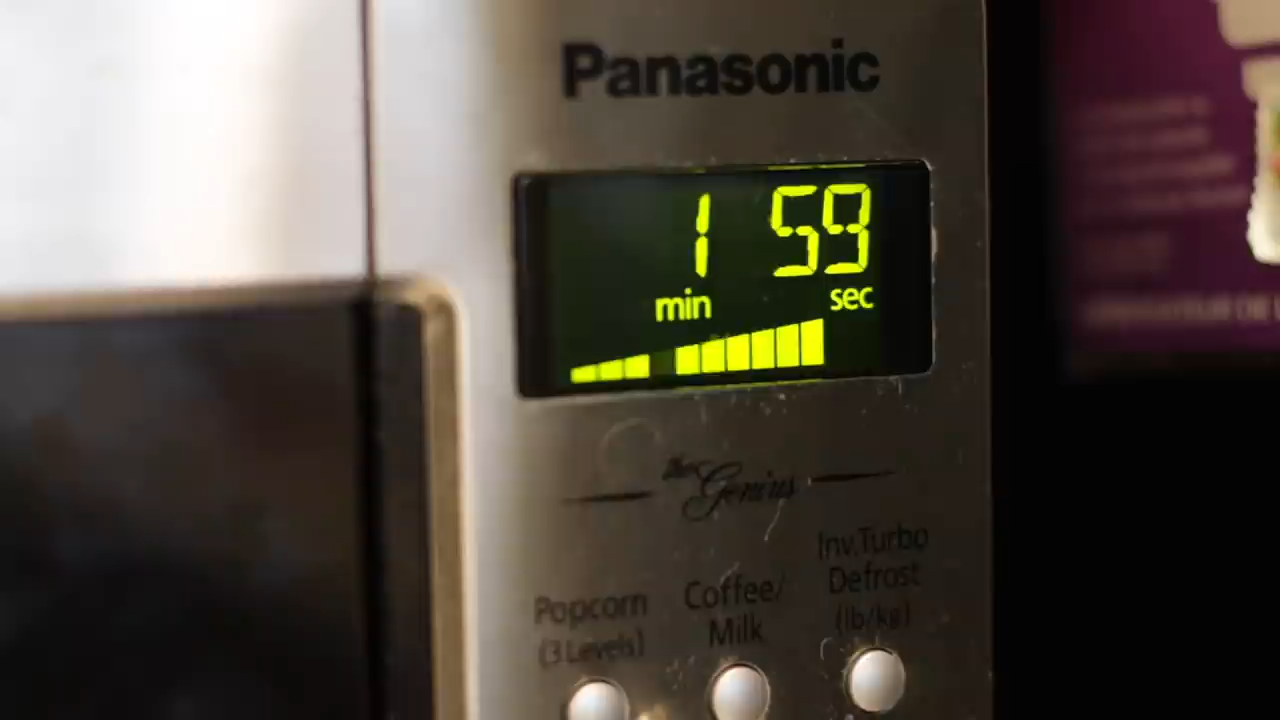 Panasonic
1 59
min sec
the Genius
Inv.Turbo
Defrost
(lb/kg)
Coffee/
Milk
Popcorn
(3 Levels)